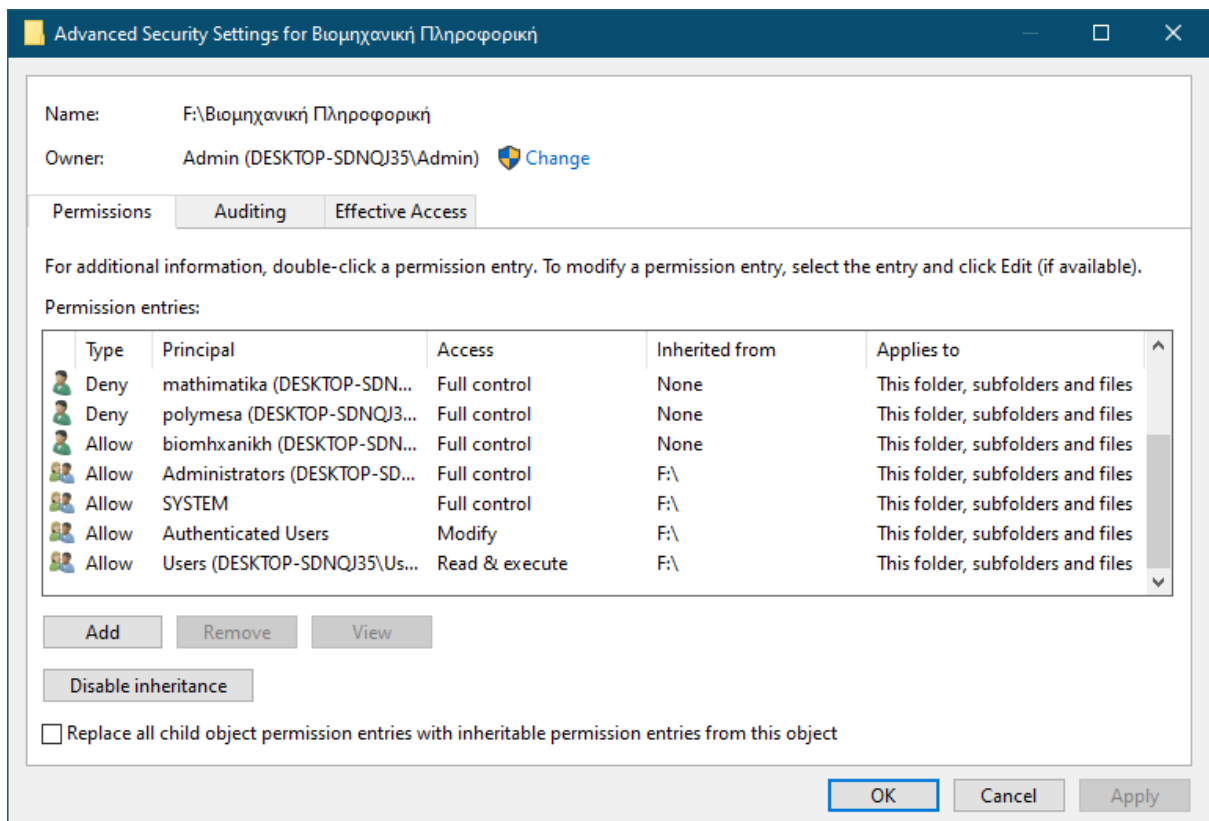 Advanced Security Settings for Βιομηχανική Πληροφορική
Name: F:\Βιομηχανική Πληροφορική
Owner: Admin (DESKTOP-SDNQJ35\Admin) Change
Permissions Auditing Effective Access
For additional information, double-click a permission entry. To modify a permission entry, select the entry and click Edit (if available).
Permission entries:
Type Principal Access Inherited from Applies to
Deny mathimatika (DESKTOP-SDN... Full control None This folder, subfolders and files
Deny polymesa (DESKTOP-SDNQJ3... Full control None This folder, subfolders and files
Allow biomhxanikh (DESKTOP-SDN... Full control None This folder, subfolders and files
Allow Administrators (DESKTOP-SD... Full control F:\ This folder, subfolders and files
Allow SYSTEM Full control F:\ This folder, subfolders and files
Allow Authenticated Users Modify F:\ This folder, subfolders and files
Allow Users (DESKTOP-SDNQJ35\Us... Read & execute F:\ This folder, subfolders and files
Add Remove View
Disable inheritance
Replace all child object permission entries with inheritable permission entries from this object
OK Cancel Apply